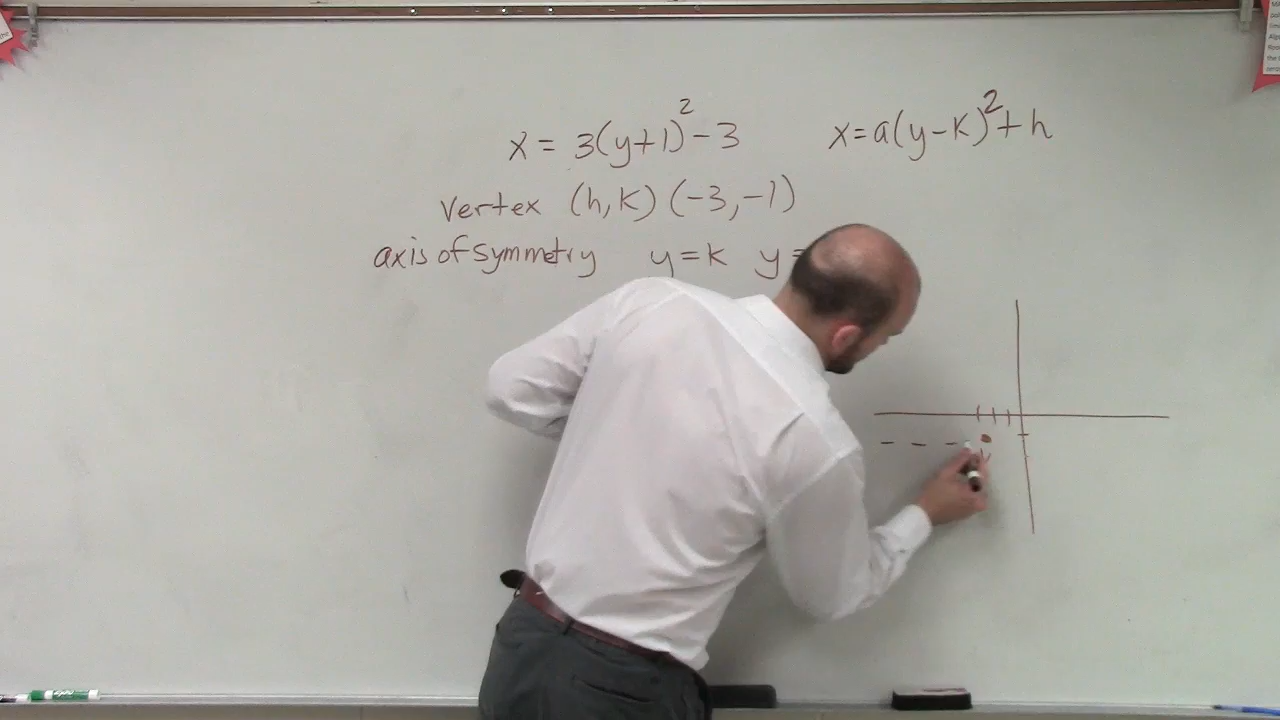 x = 3(y+1)² - 3
x=a(y-k)²+h
Vertex (h,k) (-3,-1)
axis of symmetry y=k y=